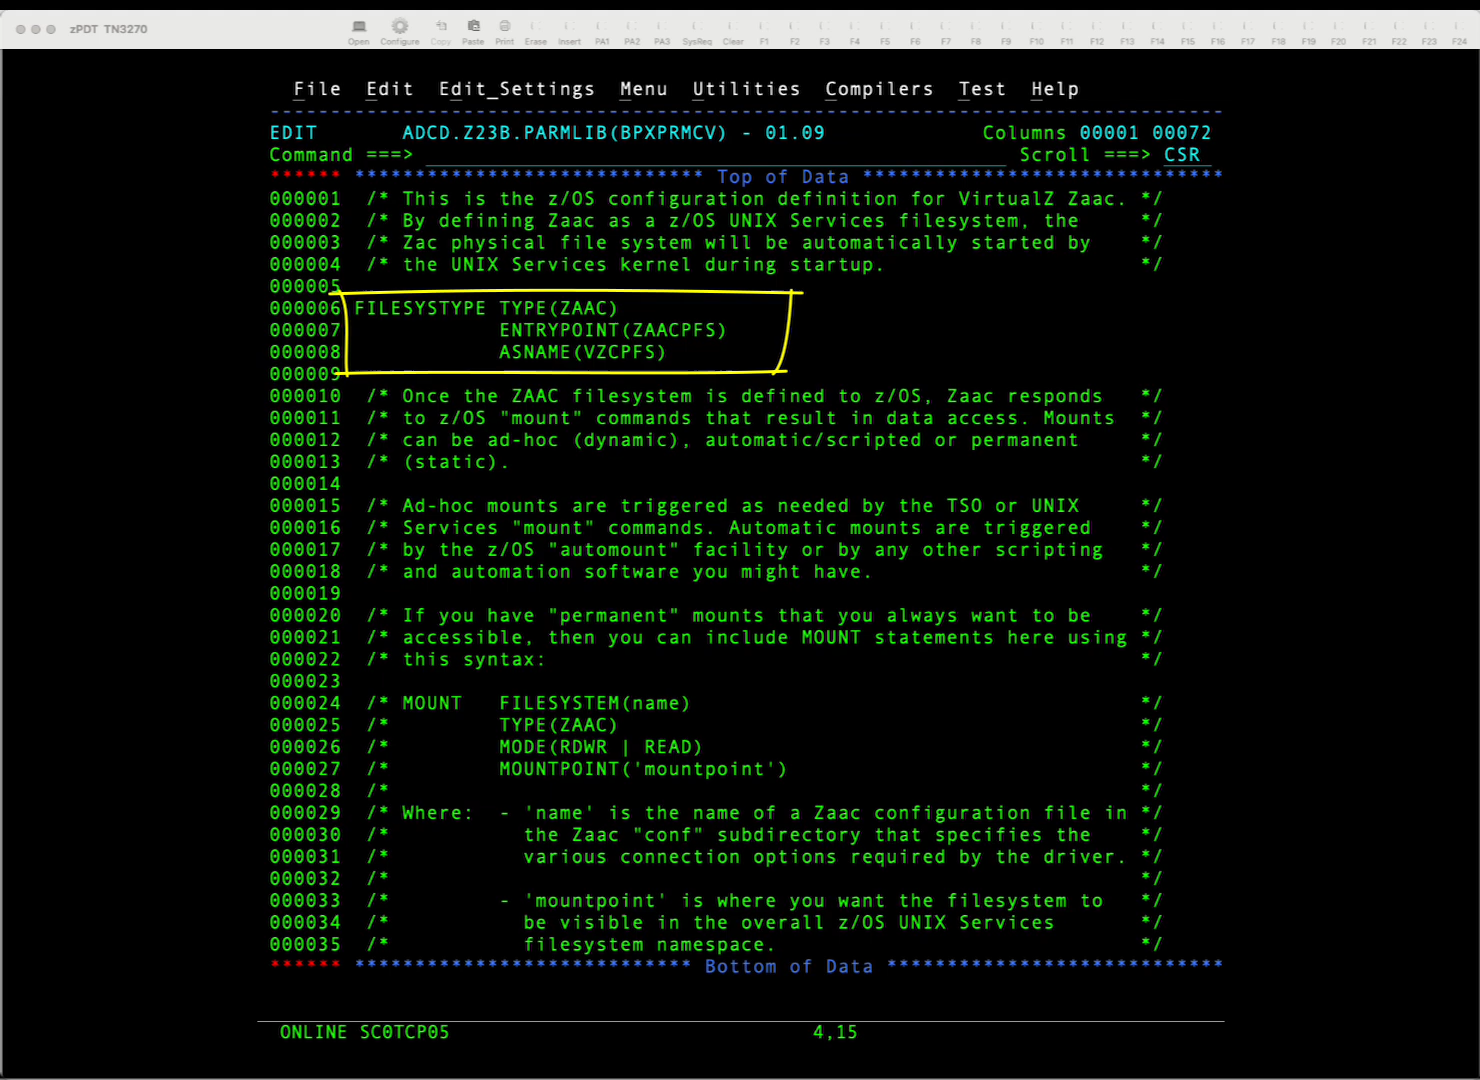 zPDT TN3270
Open Configure Copy Paste Print Erase Insert PA1 PA2 PA3 SysReq Clear F1 F2 F3 F4 F5 F6 F7 F8 F9 F10 F11 F12 F13 F14 F15 F16 F17 F18 F19 F20 F21 F22 F23 F24
File Edit Edit_Settings Menu Utilities Compilers Test Help
EDIT ADCD.Z23B.PARMLIB(BPXPRMCV) - 01.09 Columns 00001 00072
Command ===> Scroll ===> CSR
****** **************************** Top of Data ******************************
000001 /* This is the z/OS configuration definition for VirtualZ Zaac. */
000002 /* By defining Zaac as a z/OS UNIX Services filesystem, the */
000003 /* Zac physical file system will be automatically started by */
000004 /* the UNIX Services kernel during startup. */
000005
000006 FILESYSTYPE TYPE(ZAAC)
000007 ENTRYPOINT(ZAACPFS)
000008 ASNAME(VZCPFS)
000009
000010 /* Once the ZAAC filesystem is defined to z/OS, Zaac responds */
000011 /* to z/OS "mount" commands that result in data access. Mounts */
000012 /* can be ad-hoc (dynamic), automatic/scripted or permanent */
000013 /* (static). */
000014
000015 /* Ad-hoc mounts are triggered as needed by the TSO or UNIX */
000016 /* Services "mount" commands. Automatic mounts are triggered */
000017 /* by the z/OS "automount" facility or by any other scripting */
000018 /* and automation software you might have. */
000019
000020 /* If you have "permanent" mounts that you always want to be */
000021 /* accessible, then you can include MOUNT statements here using */
000022 /* this syntax: */
000023
000024 /* MOUNT FILESYSTEM(name) */
000025 /* TYPE(ZAAC) */
000026 /* MODE(RDWR | READ) */
000027 /* MOUNTPOINT('mountpoint') */
000028 /* */
000029 /* Where: - 'name' is the name of a Zaac configuration file in */
000030 /* the Zaac "conf" subdirectory that specifies the */
000031 /* various connection options required by the driver. */
000032 /* */
000033 /* - 'mountpoint' is where you want the filesystem to */
000034 /* be visible in the overall z/OS UNIX Services */
000035 /* filesystem namespace. */
****** **************************** Bottom of Data ****************************
ONLINE SC0TCP05 4,15